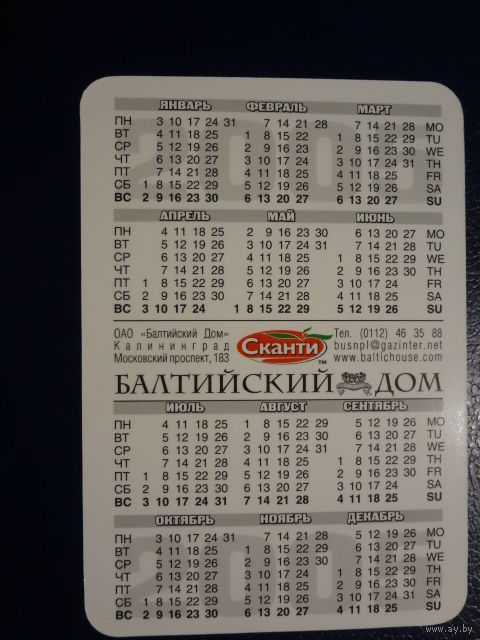 ЯНВАРЬ ФЕВРАЛЬ МАРТ
ПН 3 10 17 24 31 7 14 21 28 7 14 21 28 MO
ВТ 4 11 18 25 1 8 15 22 1 8 15 22 29 TU
СР 5 12 19 26 2 9 16 23 2 9 16 23 30 WE
ЧТ 6 13 20 27 3 10 17 24 3 10 17 24 31 TH
ПТ 7 14 21 28 4 11 18 25 4 11 18 25 FR
СБ 1 8 15 22 29 5 12 19 26 5 12 19 26 SA
ВС 2 9 16 23 30 6 13 20 27 6 13 20 27 SU
АПРЕЛЬ МАЙ ИЮНЬ
ПН 4 11 18 25 2 9 16 23 30 6 13 20 27 MO
ВТ 5 12 19 26 3 10 17 24 31 7 14 21 28 TU
СР 6 13 20 27 4 11 18 25 1 8 15 22 29 WE
ЧТ 7 14 21 28 5 12 19 26 2 9 16 23 30 TH
ПТ 1 8 15 22 29 6 13 20 27 3 10 17 24 FR
СБ 2 9 16 23 30 7 14 21 28 4 11 18 25 SA
ВС 3 10 17 24 1 8 15 22 29 5 12 19 26 SU
ОАО «Балтийский Дом»
Калининград
Московский проспект, 183
Сканти™
Тел. (0112) 46 35 88
busnpl@gazinter.net
www.baltichouse.com
БАЛТИЙСКИЙ ДОМ
ИЮЛЬ АВГУСТ СЕНТЯБРЬ
ПН 4 11 18 25 1 8 15 22 29 5 12 19 26 MO
ВТ 5 12 19 26 2 9 16 23 30 6 13 20 27 TU
СР 6 13 20 27 3 10 17 24 31 7 14 21 28 WE
ЧТ 7 14 21 28 4 11 18 25 1 8 15 22 29 TH
ПТ 1 8 15 22 29 5 12 19 26 2 9 16 23 30 FR
СБ 2 9 16 23 30 6 13 20 27 3 10 17 24 SA
ВС 3 10 17 24 31 7 14 21 28 4 11 18 25 SU
ОКТЯБРЬ НОЯБРЬ ДЕКАБРЬ
ПН 3 10 17 24 31 7 14 21 28 5 12 19 26 MO
ВТ 4 11 18 25 1 8 15 22 29 6 13 20 27 TU
СР 5 12 19 26 2 9 16 23 30 7 14 21 28 WE
ЧТ 6 13 20 27 3 10 17 24 1 8 15 22 29 TH
ПТ 7 14 21 28 4 11 18 25 2 9 16 23 30 FR
СБ 1 8 15 22 29 5 12 19 26 3 10 17 24 31 SA
ВС 2 9 16 23 30 6 13 20 27 4 11 18 25 SU
www.ay.by